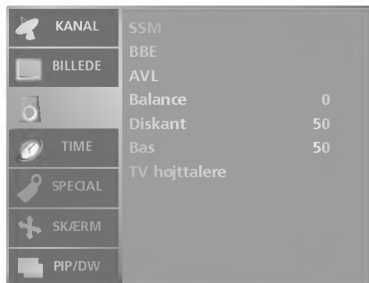 KANAL
BILLEDE
TIME
SPECIAL
SKÆRM
PIP/DW
SSM
BBE
AVL
Balance 0
Diskant 50
Bas 50
TV højttalere